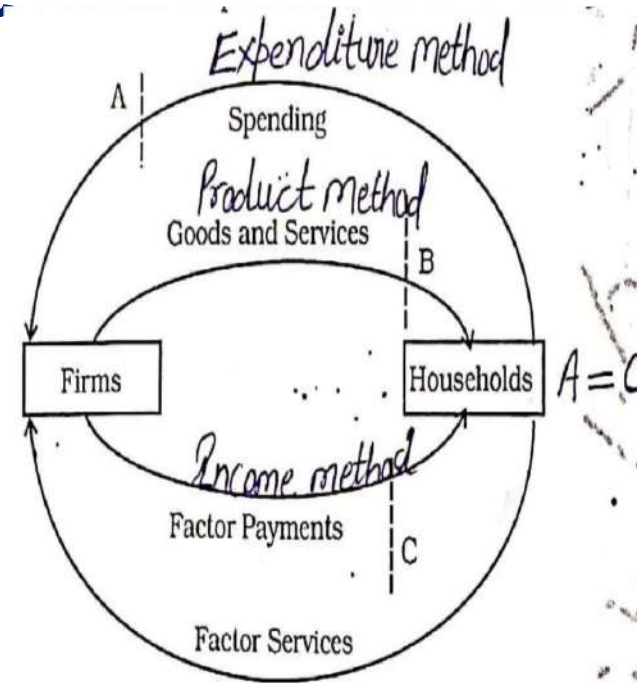 Expenditure method
A
Spending
Product method
Goods and Services
B
Firms
Households
A = C
Income method
Factor Payments
C
Factor Services